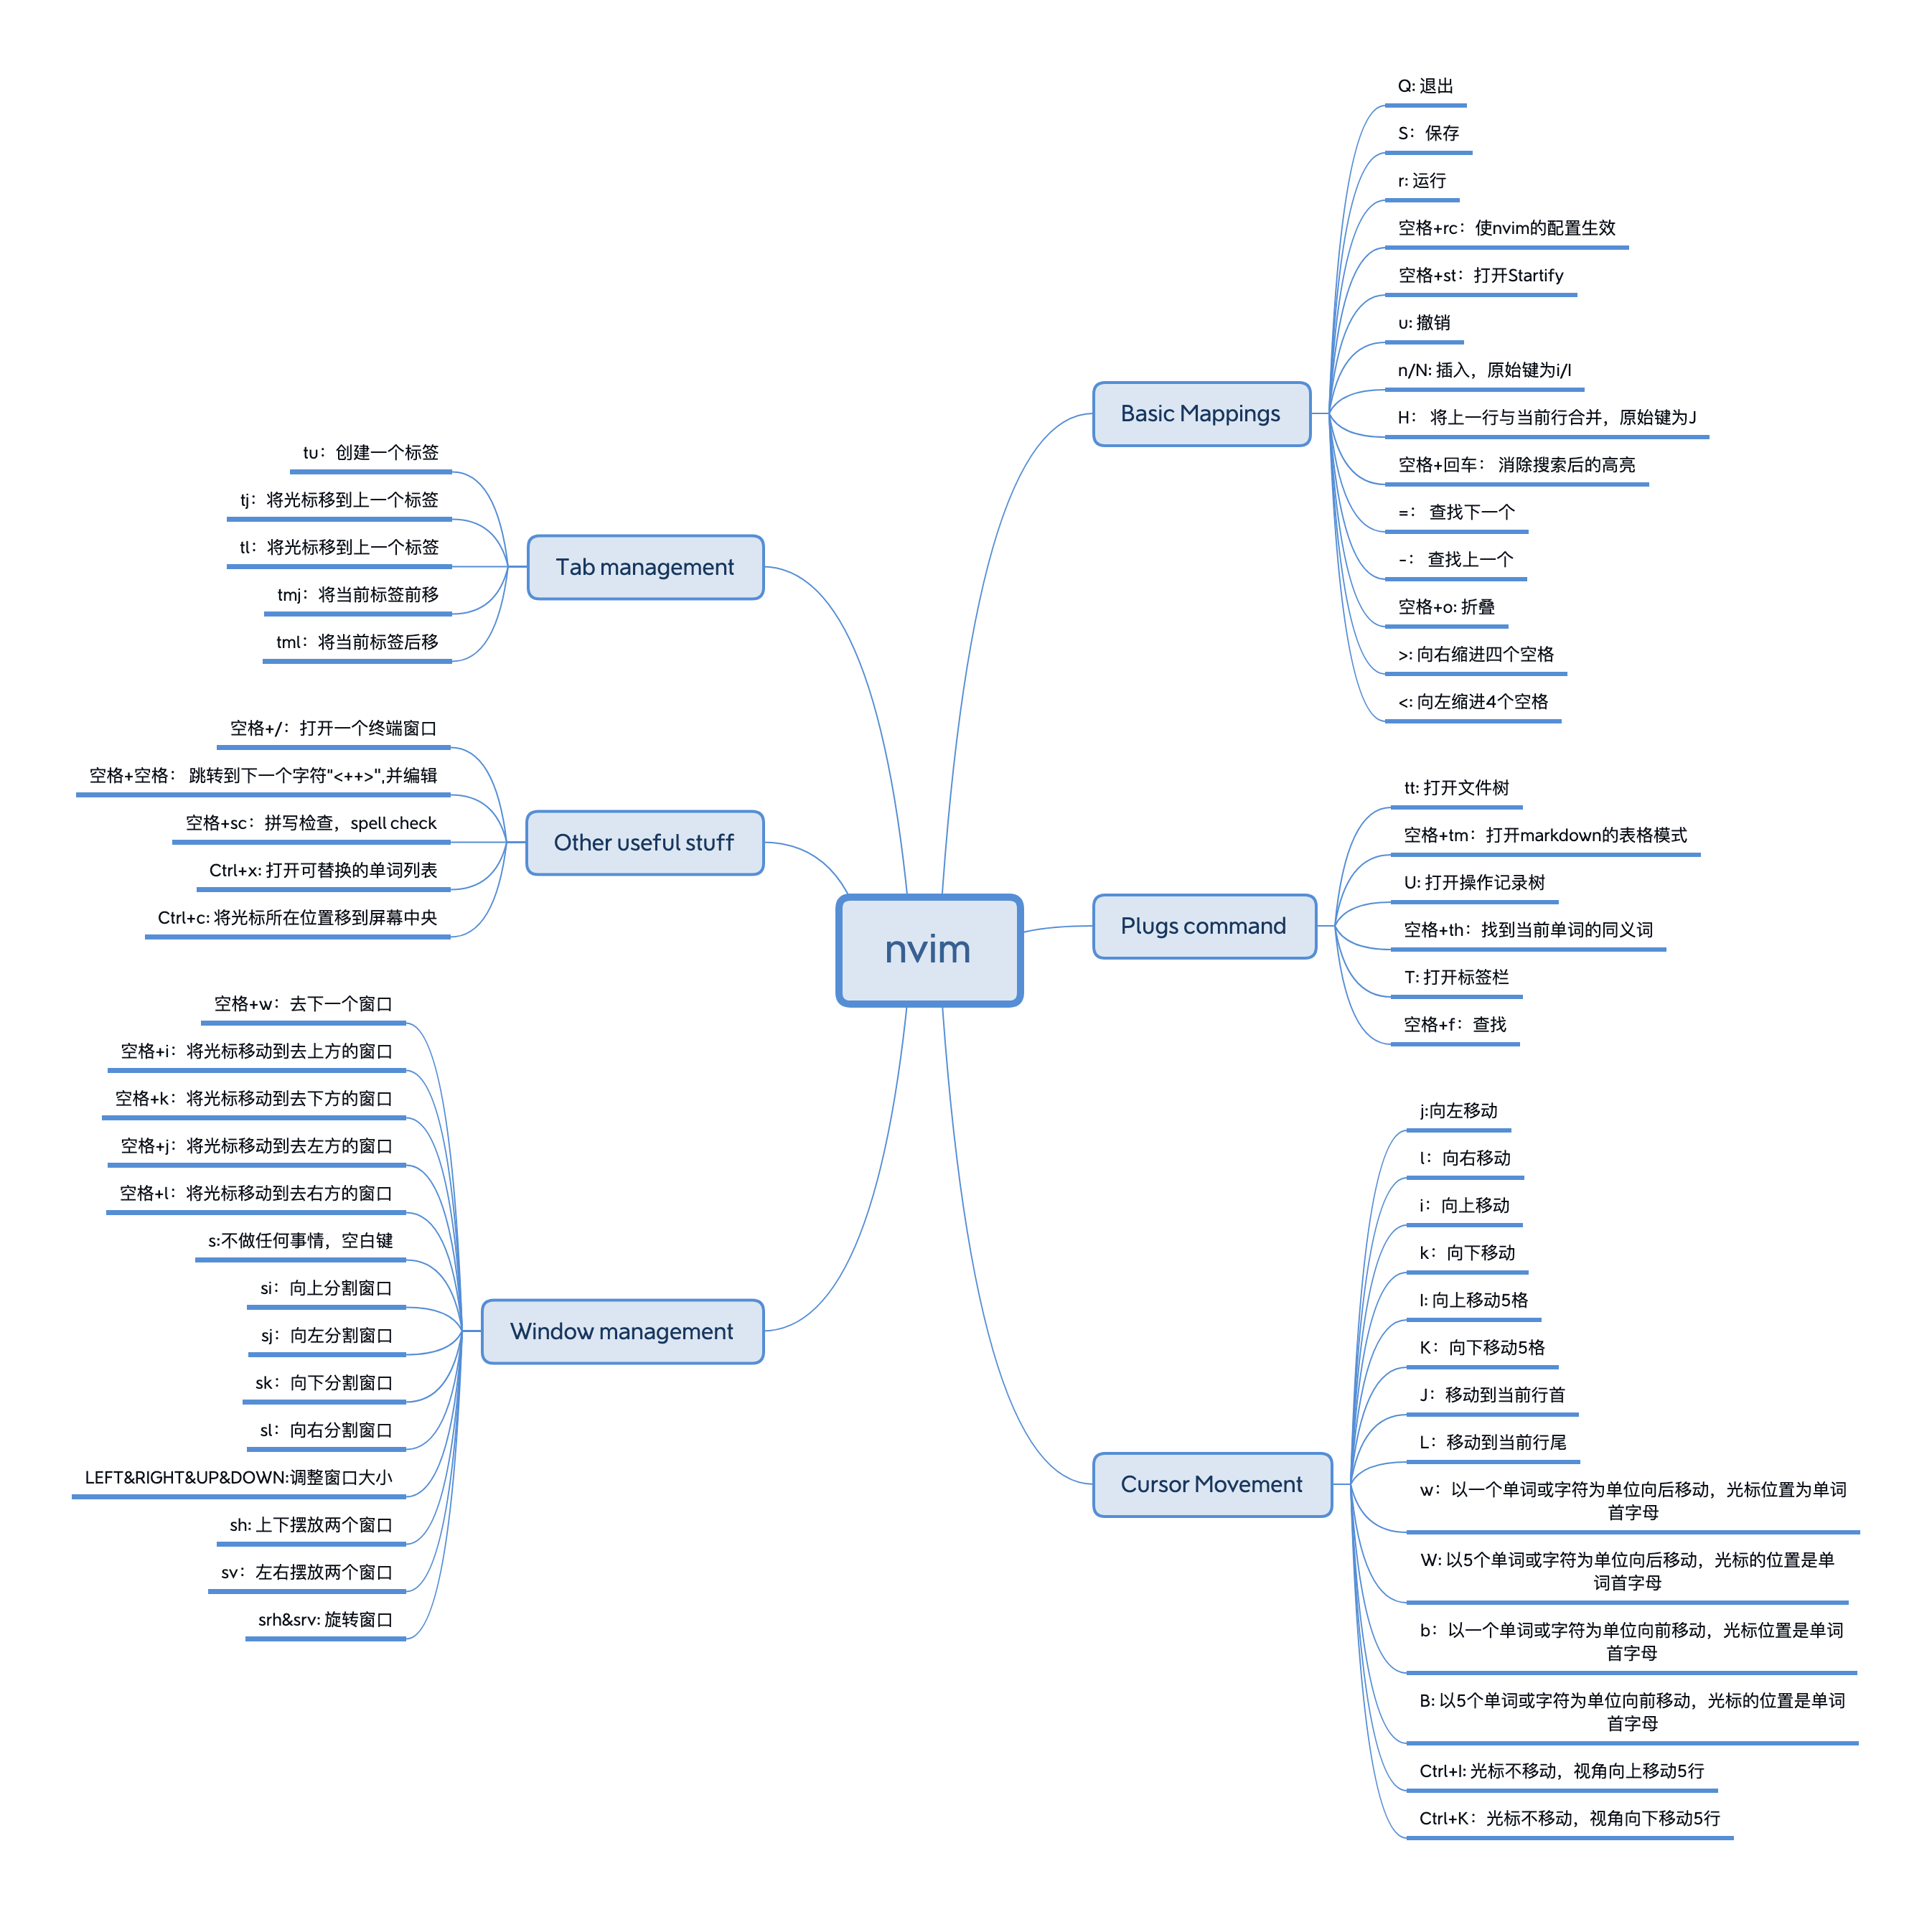 nvim
Basic Mappings
Q: 退出
S：保存
r: 运行
空格+rc：使nvim的配置生效
空格+st：打开Startify
u: 撤销
n/N: 插入，原始键为i/I
H： 将上一行与当前行合并，原始键为J
空格+回车： 消除搜索后的高亮
=： 查找下一个
-： 查找上一个
空格+o: 折叠
>: 向右缩进四个空格
<: 向左缩进4个空格
Plugs command
tt: 打开文件树
空格+tm：打开markdown的表格模式
U: 打开操作记录树
空格+th：找到当前单词的同义词
T: 打开标签栏
空格+f：查找
Cursor Movement
j:向左移动
l：向右移动
i：向上移动
k：向下移动
I: 向上移动5格
K：向下移动5格
J：移动到当前行首
L：移动到当前行尾
w：以一个单词或字符为单位向后移动，光标位置为单词
首字母
W: 以5个单词或字符为单位向后移动，光标的位置是单
词首字母
b：以一个单词或字符为单位向前移动，光标位置是单词
首字母
B: 以5个单词或字符为单位向前移动，光标的位置是单词
首字母
Ctrl+I: 光标不移动，视角向上移动5行
Ctrl+K：光标不移动，视角向下移动5行
Tab management
tu：创建一个标签
tj：将光标移到上一个标签
tl：将光标移到上一个标签
tmj：将当前标签前移
tml：将当前标签后移
Other useful stuff
空格+/：打开一个终端窗口
空格+空格： 跳转到下一个字符“<++>",并编辑
空格+sc：拼写检查，spell check
Ctrl+x: 打开可替换的单词列表
Ctrl+c: 将光标所在位置移到屏幕中央
Window management
空格+w：去下一个窗口
空格+i：将光标移动到去上方的窗口
空格+k：将光标移动到去下方的窗口
空格+j：将光标移动到去左方的窗口
空格+l：将光标移动到去右方的窗口
s:不做任何事情，空白键
si：向上分割窗口
sj：向左分割窗口
sk：向下分割窗口
sl：向右分割窗口
LEFT&RIGHT&UP&DOWN:调整窗口大小
sh: 上下摆放两个窗口
sv：左右摆放两个窗口
srh&srv: 旋转窗口